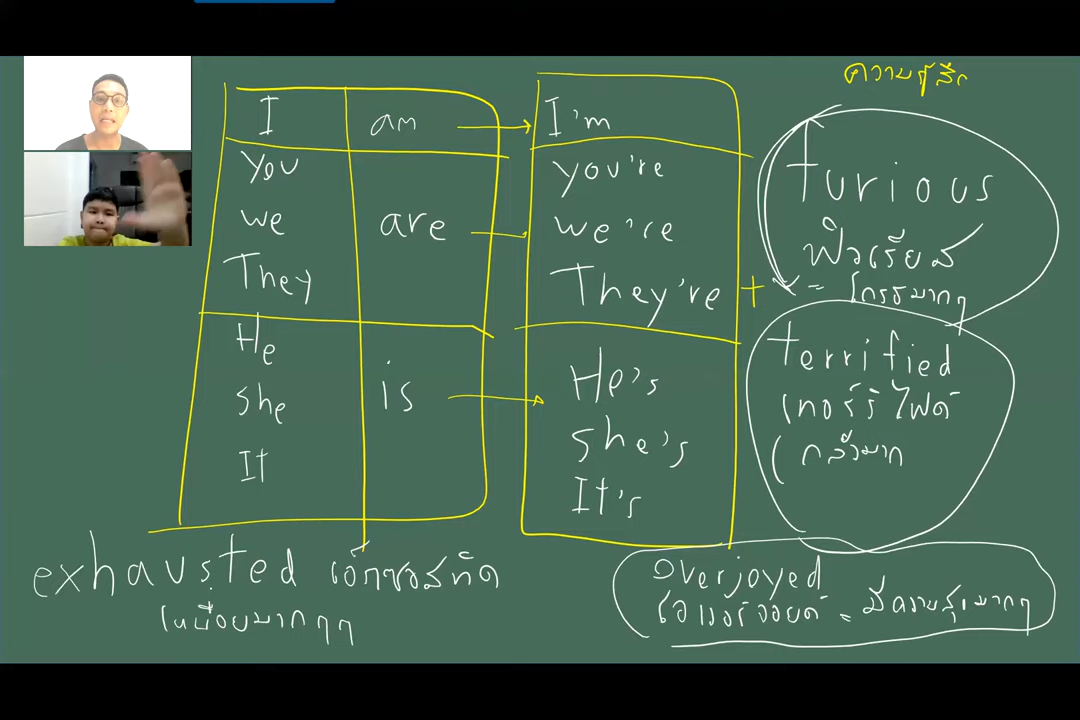 ความรู้สึก
I am → I'm
You
we are → we're
They
you're
They're +
He
she is → He's
It
she's
It's
furious
ฟิวเรียส
= โกรธมากๆ
terrified
เทอร์ริไฟด์
(กลัวมาก
exhausted เอ็กซอสทิด
เหนื่อยมากๆๆ
overjoyed
โอเวอร์จอยด์ = มีความสุขมากๆ